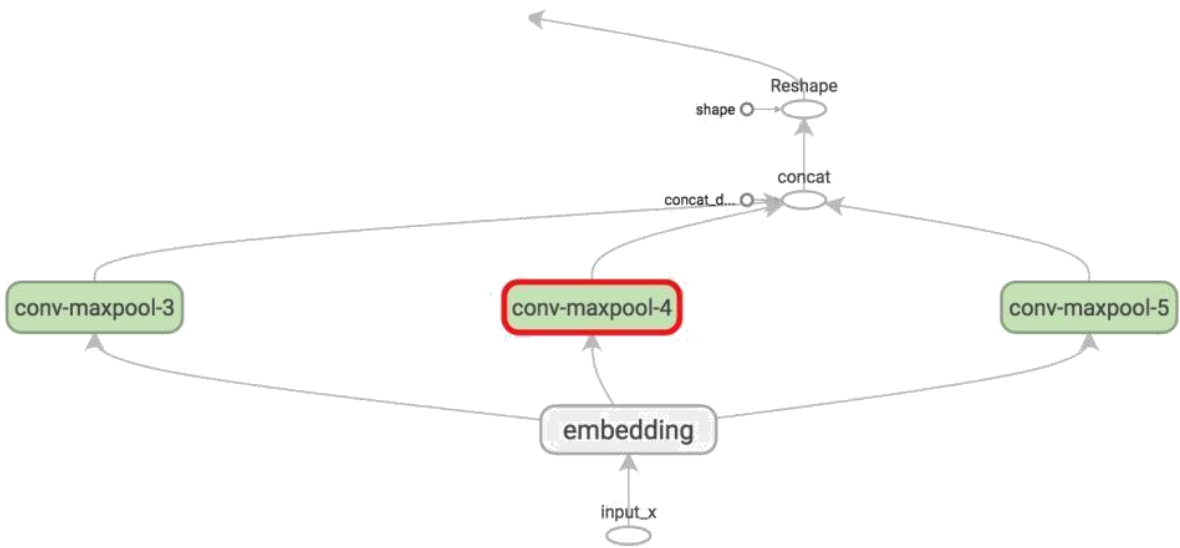 Reshape
shape
concat
concat_d...
conv-maxpool-3
conv-maxpool-4
conv-maxpool-5
embedding
input_x